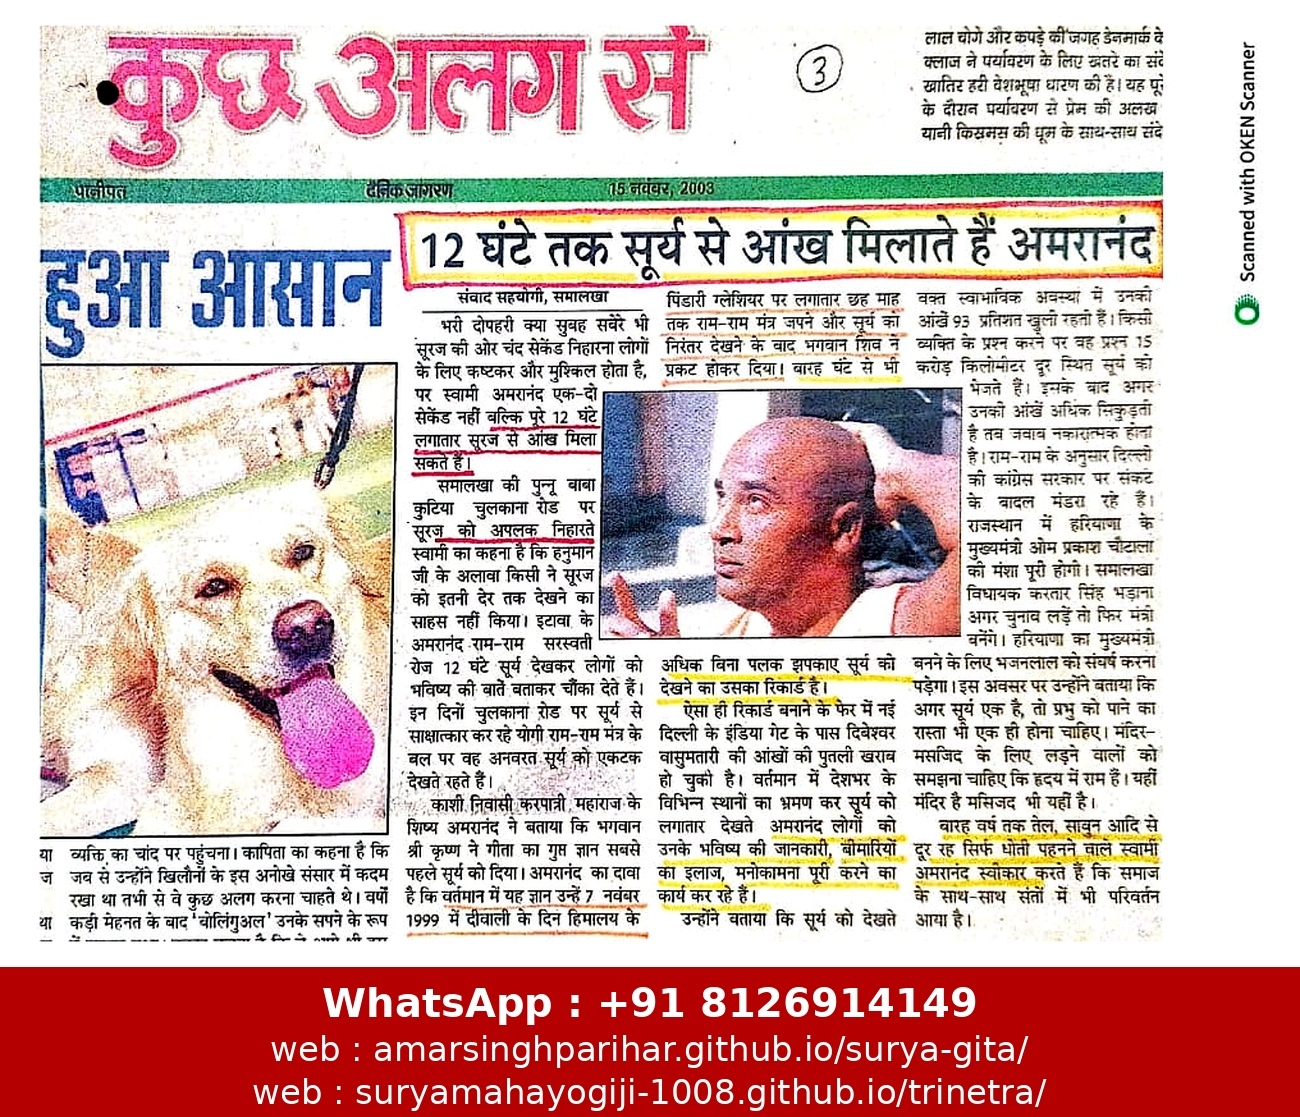 कुछ अलग से
3
लाल चोगे और कपड़े की जगह डेनमार्क के
क्लाज ने पर्यावरण के लिए खतरे का संदे
खातिर हरी वेशभूषा धारण की है। यह पूरे
के दौरान पर्यावरण से प्रेम की अलख
यानी किसमस की धूम के साथ-साथ संदे
पानीपत दैनिक जागरण 15 नवंबर, 2003
हुआ आसान
12 घंटे तक सूर्य से आंख मिलाते हैं अमरानंद
संवाद सहयोगी, समालखा
भरी दोपहरी क्या सुबह सवेरे भी
सूरज की ओर चंद सेकेंड निहारना लोगों
के लिए कष्टकर और मुश्किल होता है,
पर स्वामी अमरानंद एक-दो
सेकेंड नहीं बल्कि पूरे 12 घंटे
लगातार सूरज से आंख मिला
सकते हैं।
समालखा की पुन्नू बाबा
कुटिया चुलकाना रोड पर
सूरज को अपलक निहारते
स्वामी का कहना है कि हनुमान
जी के अलावा किसी ने सूरज
को इतनी देर तक देखने का
साहस नहीं किया। इटावा के
अमरानंद राम-राम सरस्वती
रोज 12 घंटे सूर्य देखकर लोगों को
भविष्य की बातें बताकर चौंका देते हैं।
इन दिनों चुलकाना रोड पर सूर्य से
साक्षात्कार कर रहे योगी राम-राम मंत्र के
बल पर वह अनवरत सूर्य को एकटक
देखते रहते हैं।
काशी निवासी करपात्री महाराज के
शिष्य अमरानंद ने बताया कि भगवान
श्री कृष्ण ने गीता का गुप्त ज्ञान सबसे
पहले सूर्य को दिया। अमरानंद का दावा
है कि वर्तमान में यह ज्ञान उन्हें 7 नवंबर
1999 में दीवाली के दिन हिमालय के
पिंडारी ग्लेशियर पर लगातार छह माह
तक राम-राम मंत्र जपने और सूर्य को
निरंतर देखने के बाद भगवान शिव ने
प्रकट होकर दिया। बारह घंटे से भी
अधिक बिना पलक झपकाए सूर्य को
देखने का उसका रिकार्ड है।
ऐसा ही रिकार्ड बनाने के फेर में नई
दिल्ली के इंडिया गेट के पास दिबेश्वर
वासुमतारी की आंखों की पुतली खराब
हो चुकी है। वर्तमान में देशभर के
विभिन्न स्थानों का भ्रमण कर सूर्य को
लगातार देखते अमरानंद लोगों को
उनके भविष्य की जानकारी, बीमारियों
का इलाज, मनोकामना पूरी करने का
कार्य कर रहे हैं।
उन्होंने बताया कि सूर्य को देखते
वक्त स्वाभाविक अवस्था में उनकी
आंखें 93 प्रतिशत खुली रहती हैं। किसी
व्यक्ति के प्रश्न करने पर वह प्रश्न 15
करोड़ किलोमीटर दूर स्थित सूर्य को
भेजते हैं। इसके बाद अगर
उनकी आंखें अधिक सिकुड़ती
है तब जवाब नकारात्मक होता
है। राम-राम के अनुसार दिल्ली
की कांग्रेस सरकार पर संकट
के बादल मंडरा रहे हैं।
राजस्थान में हरियाणा के
मुख्यमंत्री ओम प्रकाश चौटाला
की मंशा पूरी होगी। समालखा
विधायक करतार सिंह भड़ाना
अगर चुनाव लड़ें तो फिर मंत्री
बनेंगे। हरियाणा का मुख्यमंत्री
बनने के लिए भजनलाल को संघर्ष करना
पड़ेगा। इस अवसर पर उन्होंने बताया कि
अगर सूर्य एक है, तो प्रभु को पाने का
रास्ता भी एक ही होना चाहिए। मंदिर-
मसजिद के लिए लड़ने वालों को
समझना चाहिए कि हृदय में राम हैं। यहीं
मंदिर है मसिजद भी यहीं है।
बारह वर्ष तक तेल, साबुन आदि से
दूर रह सिर्फ धोती पहनने वाले स्वामी
अमरानंद स्वीकार करते है कि समाज
के साथ-साथ संतों में भी परिवर्तन
आया है।
या व्यक्ति का चांद पर पहुंचना। कापिता का कहना है कि
ज जब से उन्होंने खिलौनों के इस अनोखे संसार में कदम
रखा था तभी से वे कुछ अलग करना चाहते थे। वर्षों
था कड़ी मेहनत के बाद 'बोलिंगुअल' उनके सपने के रूप
Scanned with OKEN Scanner
WhatsApp : +91 8126914149
web : amarsinghparihar.github.io/surya-gita/
web : suryamahayogiji-1008.github.io/trinetra/